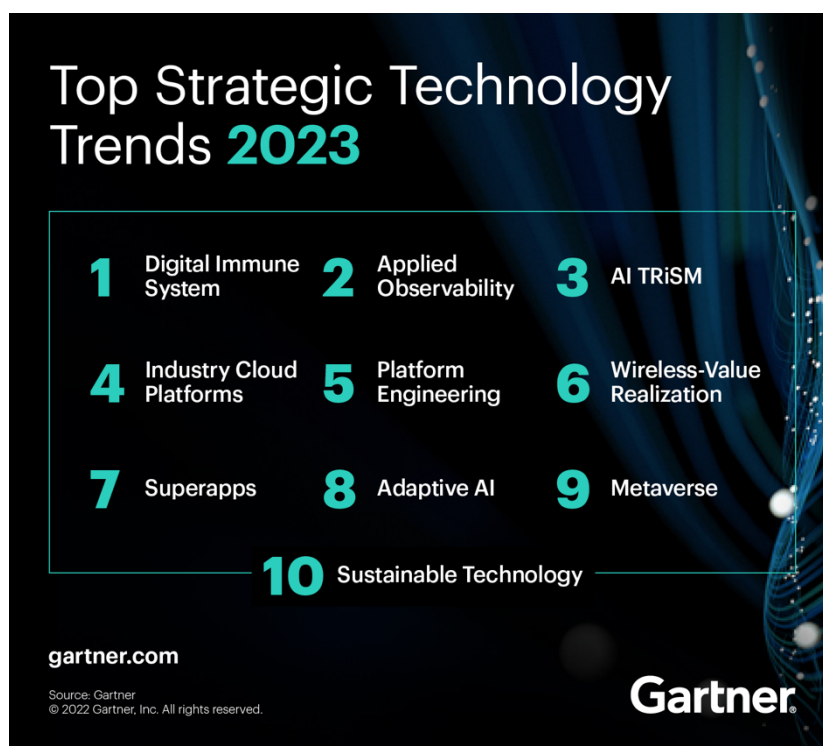 Top Strategic Technology
Trends 2023
1 Digital Immune
System
2 Applied
Observability
3 AI TRiSM
4 Industry Cloud
Platforms
5 Platform
Engineering
6 Wireless-Value
Realization
7 Superapps
8 Adaptive AI
9 Metaverse
10 Sustainable Technology
gartner.com
Source: Gartner
© 2022 Gartner, Inc. All rights reserved.
Gartner®